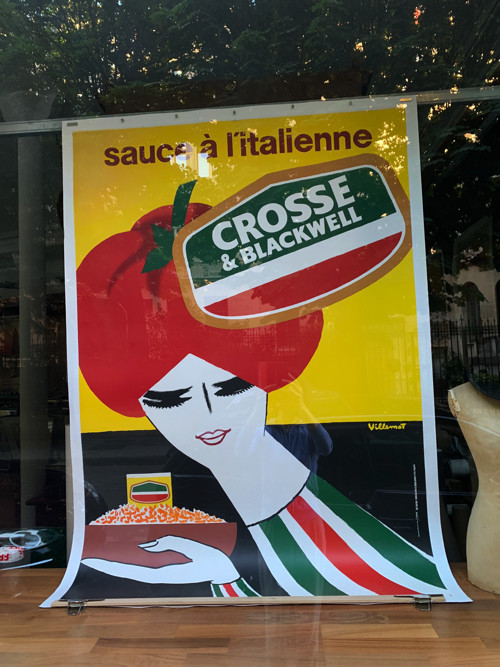 sauce à l'italienne
CROSSE
& BLACKWELL
Villemot